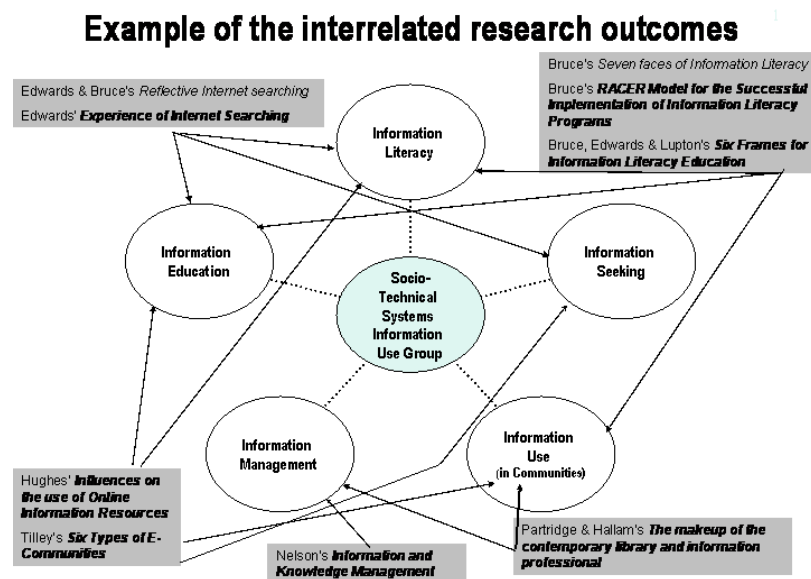 Example of the interrelated research outcomes
1
Edwards & Bruce's Reflective Internet searching
Edwards' Experience of Internet Searching
Bruce's Seven faces of Information Literacy
Bruce's RACER Model for the Successful
Implementation of Information Literacy
Programs
Bruce, Edwards & Lupton's Six Frames for
Information Literacy Education
Information
Literacy
Information
Education
Information
Seeking
Socio-
Technical
Systems
Information
Use Group
Information
Management
Information
Use
(in Communities)
Hughes' Influences on
the use of Online
Information Resources
Tilley's Six Types of E-
Communities
Nelson's Information and
Knowledge Management
Partridge & Hallam's The makeup of the
contemporary library and information
professional